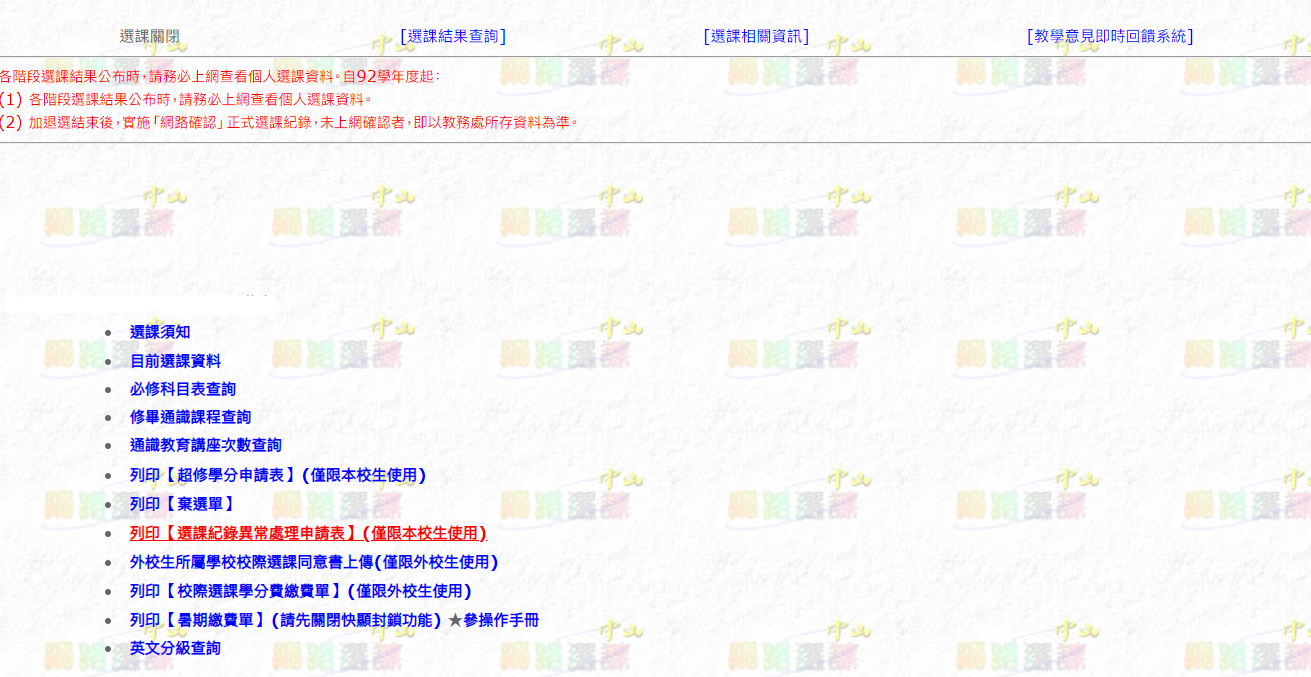 選課關閉 [選課結果查詢] [選課相關資訊] [教學意見即時回饋系統]
各階段選課結果公布時，請務必上網查看個人選課資料。自92學年度起：
(1) 各階段選課結果公布時，請務必上網查看個人選課資料。
(2) 加退選結束後，實施「網路確認」正式選課紀錄，未上網確認者，即以教務處所存資料為準。
中山
網路選課
選課須知
目前選課資料
必修科目表查詢
修畢通識課程查詢
通識教育講座次數查詢
列印【超修學分申請表】(僅限本校生使用)
列印【棄選單】
列印【選課紀錄異常處理申請表】(僅限本校生使用)
外校生所屬學校校際選課同意書上傳(僅限外校生使用)
列印【校際選課學分費繳費單】(僅限外校生使用)
列印【暑期繳費單】(請先關閉快顯封鎖功能) ★參操作手冊
英文分級查詢